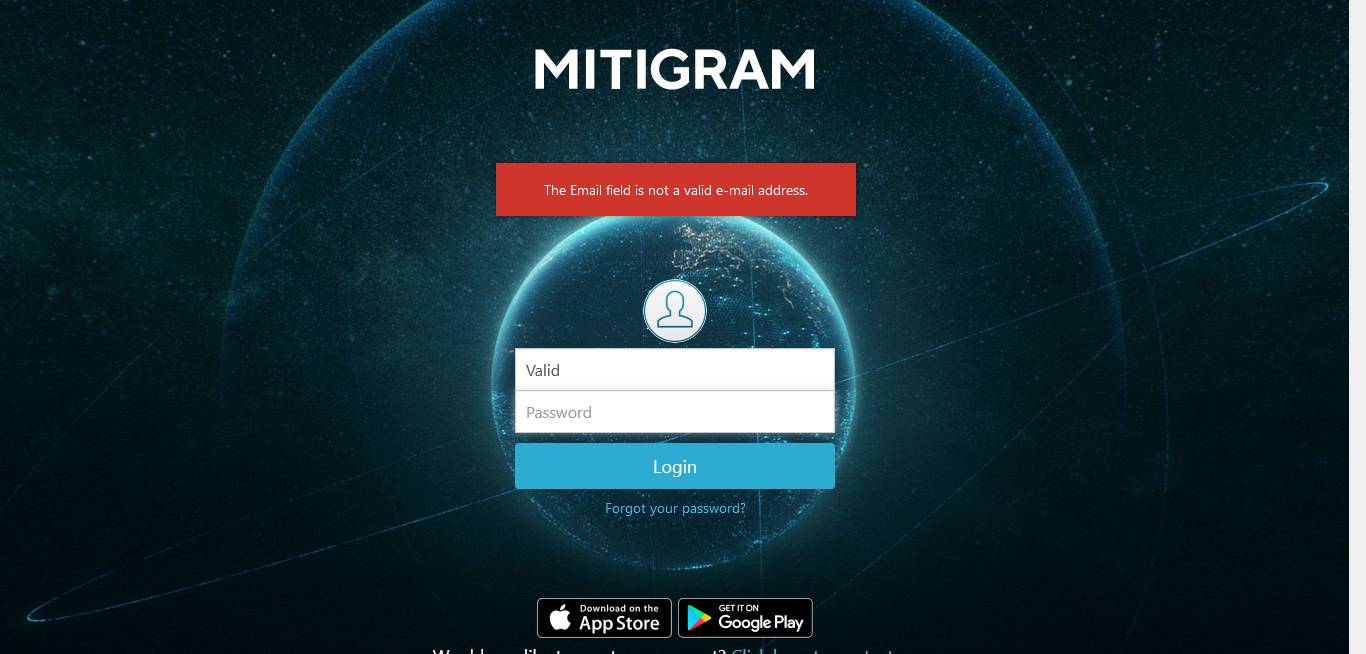 MITIGRAM
The Email field is not a valid e-mail address.
Valid
Password
Login
Forgot your password?
Download on the
App Store
GET IT ON
Google Play